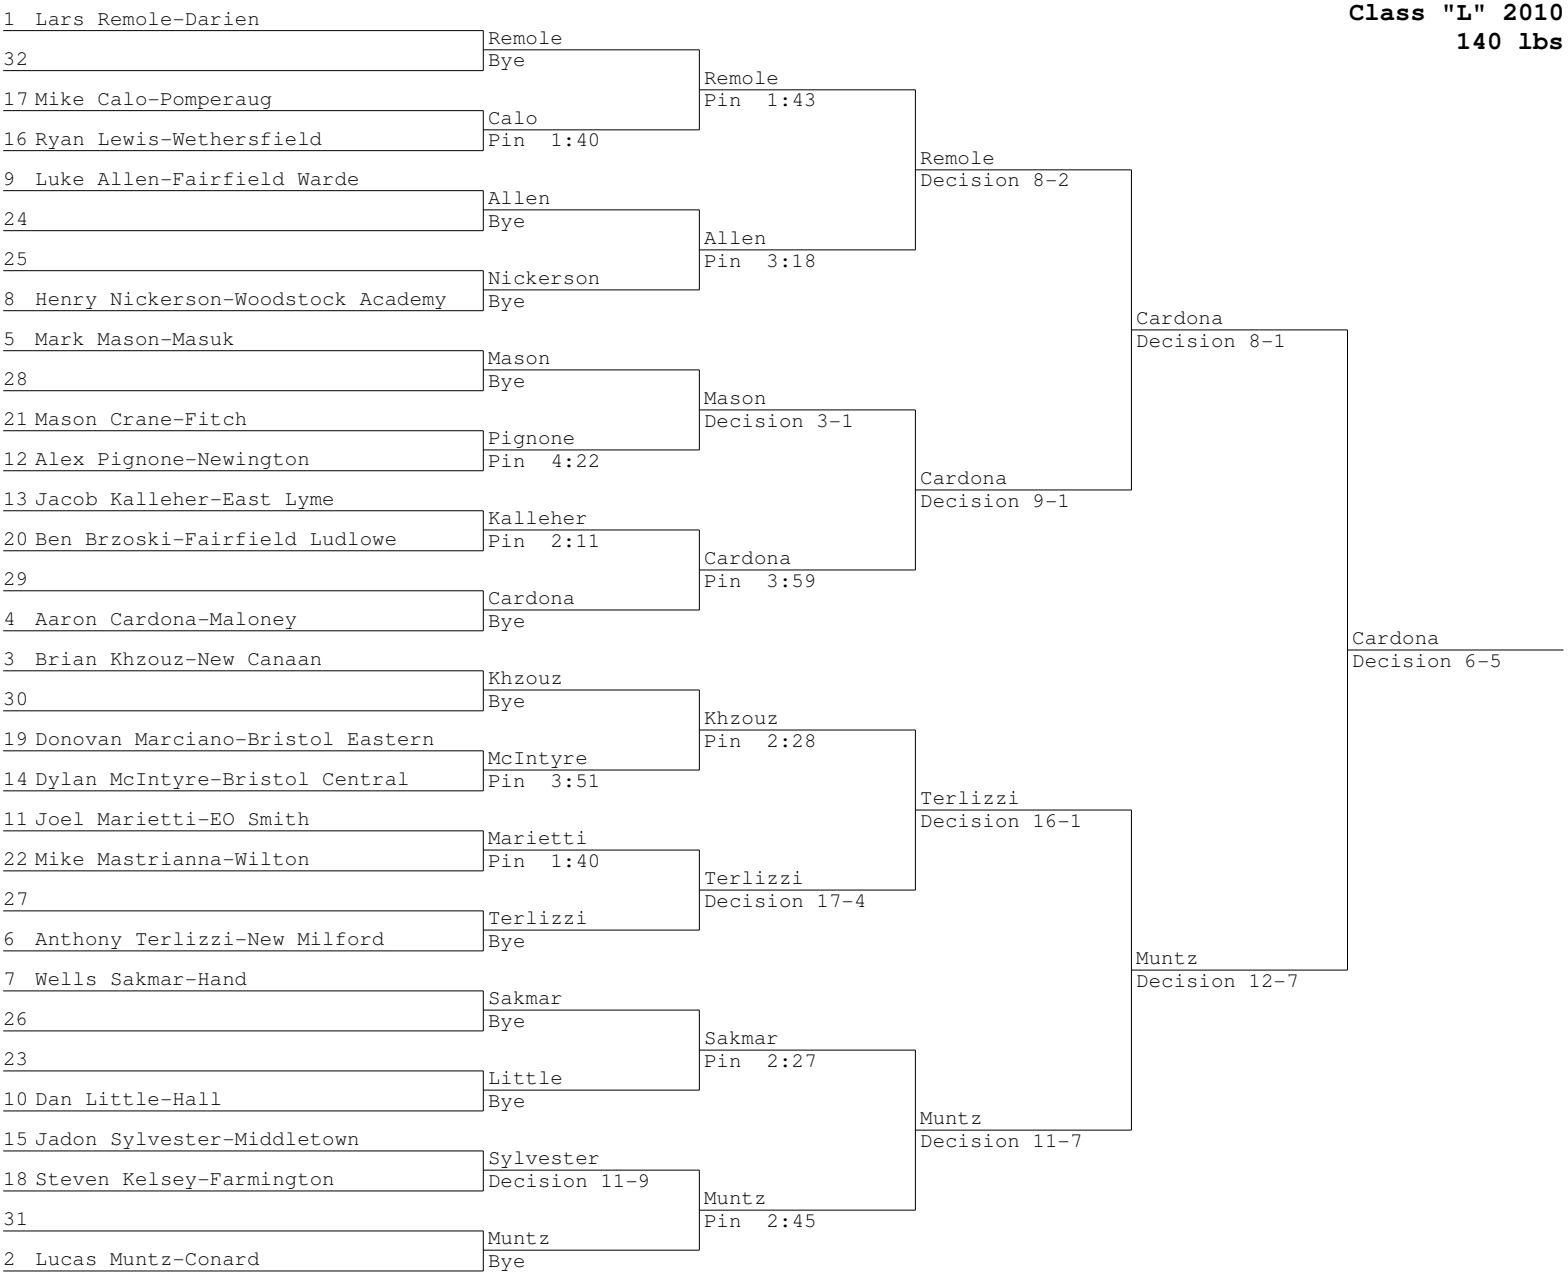 Class "L" 2010
140 lbs
1 Lars Remole-Darien
32
17 Mike Calo-Pomperaug
16 Ryan Lewis-Wethersfield
9 Luke Allen-Fairfield Warde
24
25
8 Henry Nickerson-Woodstock Academy
5 Mark Mason-Masuk
28
21 Mason Crane-Fitch
12 Alex Pignone-Newington
13 Jacob Kalleher-East Lyme
20 Ben Brzoski-Fairfield Ludlowe
29
4 Aaron Cardona-Maloney
3 Brian Khzouz-New Canaan
30
19 Donovan Marciano-Bristol Eastern
14 Dylan McIntyre-Bristol Central
11 Joel Marietti-EO Smith
22 Mike Mastrianna-Wilton
27
6 Anthony Terlizzi-New Milford
7 Wells Sakmar-Hand
26
23
10 Dan Little-Hall
15 Jadon Sylvester-Middletown
18 Steven Kelsey-Farmington
31
2 Lucas Muntz-Conard
Remole
Bye
Calo
Pin 1:40
Allen
Bye
Nickerson
Bye
Mason
Bye
Pignone
Pin 4:22
Kalleher
Pin 2:11
Cardona
Bye
Khzouz
Bye
McIntyre
Pin 3:51
Marietti
Pin 1:40
Terlizzi
Bye
Sakmar
Bye
Little
Bye
Sylvester
Decision 11-9
Muntz
Bye
Remole
Pin 1:43
Allen
Pin 3:18
Mason
Decision 3-1
Cardona
Pin 3:59
Khzouz
Pin 2:28
Terlizzi
Decision 17-4
Sakmar
Pin 2:27
Muntz
Pin 2:45
Remole
Decision 8-2
Cardona
Decision 9-1
Terlizzi
Decision 16-1
Muntz
Decision 11-7
Cardona
Decision 8-1
Muntz
Decision 12-7
Cardona
Decision 6-5